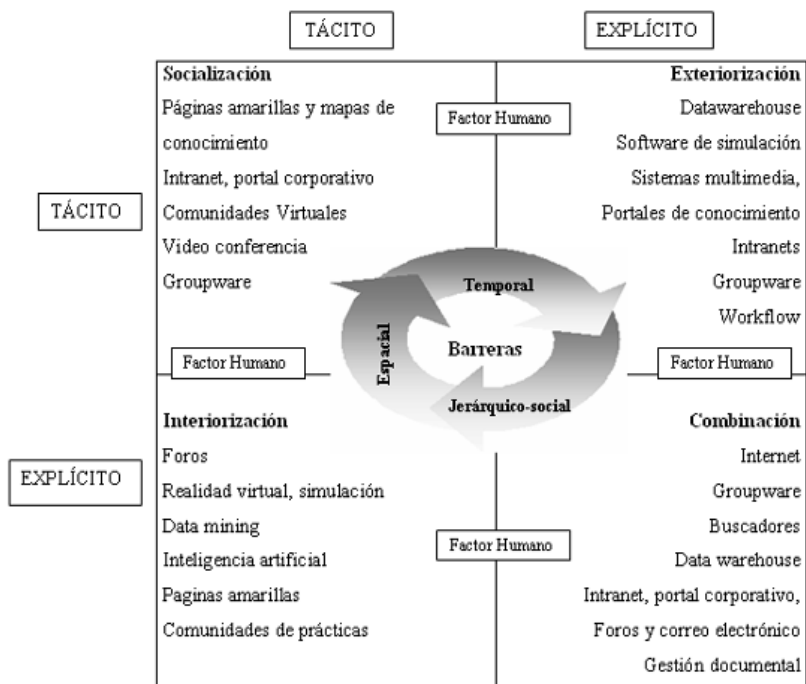 TÁCITO
EXPLÍCITO
TÁCITO
Socialización
Páginas amarillas y mapas de
conocimiento
Intranet, portal corporativo
Comunidades Virtuales
Video conferencia
Groupware
Factor Humano
Exteriorización
Datawarehouse
Software de simulación
Sistemas multimedia,
Portales de conocimiento
Intranets
Groupware
Workflow
Temporal
Espacial
Barreras
Jerárquico-social
Factor Humano
Factor Humano
EXPLÍCITO
Interiorización
Foros
Realidad virtual, simulación
Data mining
Inteligencia artificial
Paginas amarillas
Comunidades de prácticas
Factor Humano
Combinación
Internet
Groupware
Buscadores
Data warehouse
Intranet, portal corporativo,
Foros y correo electrónico
Gestión documental